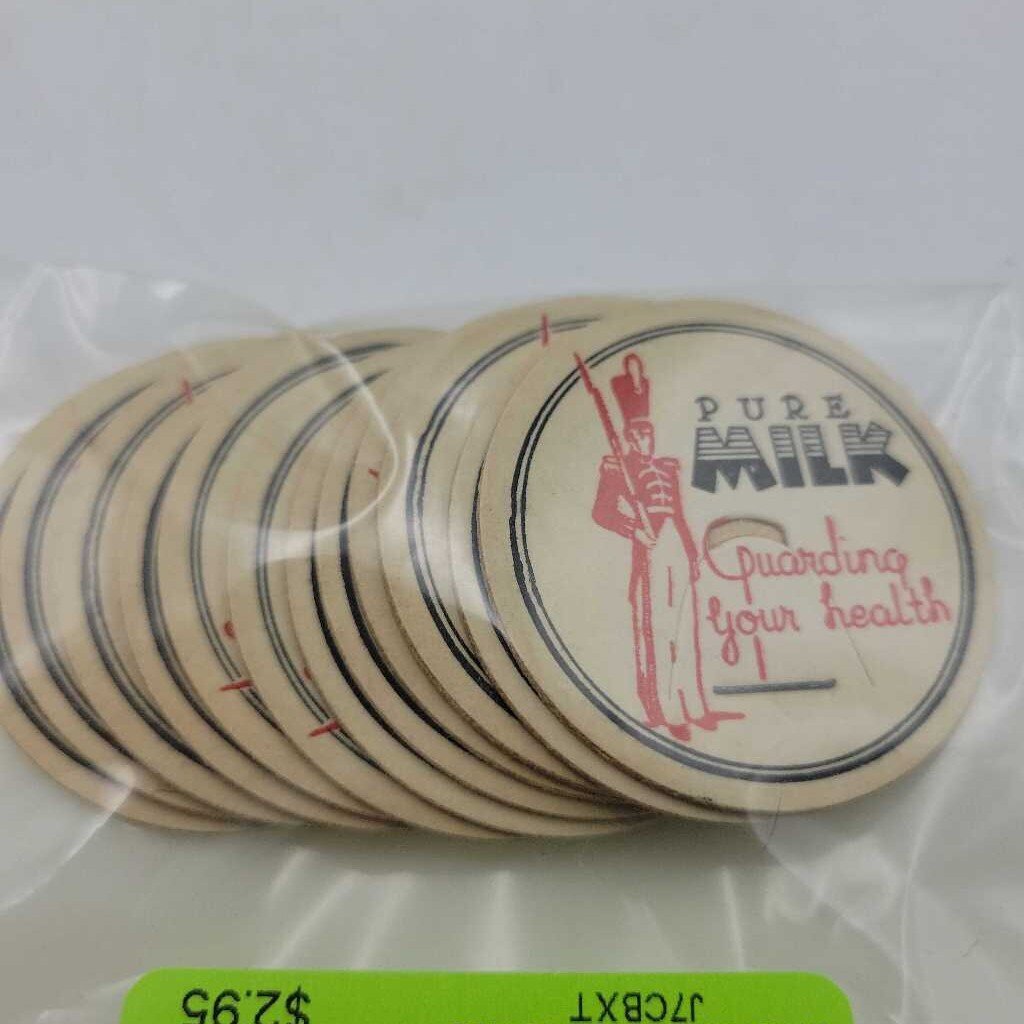 PURE
MILK
Guarding
your health
$2.95
J7CBXT